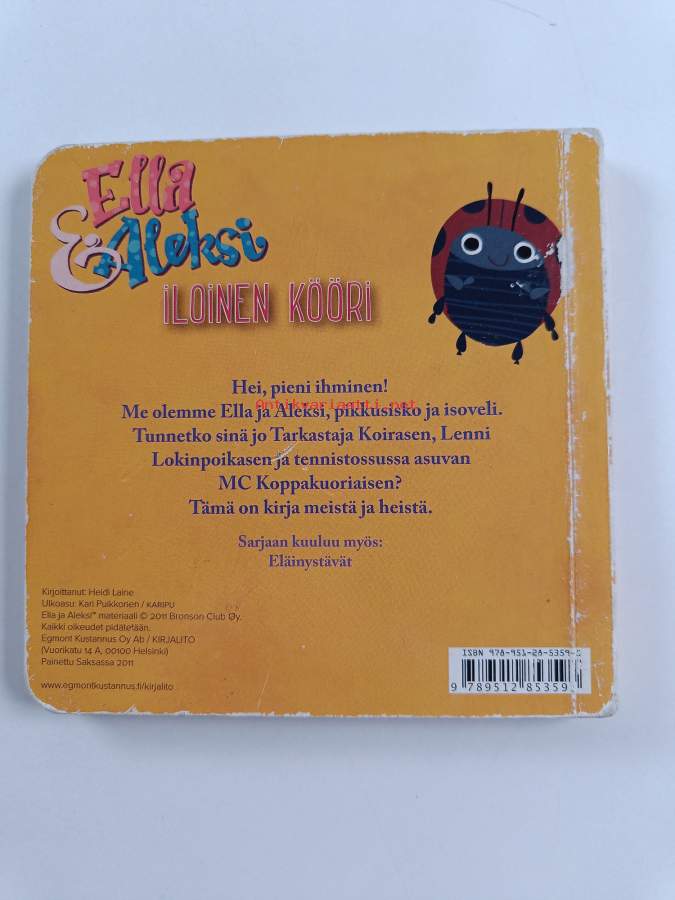 Ella
& Aleksi
ILOINEN KÖÖRI
Hei, pieni ihminen!
Antikvariaatti.net
Me olemme Ella ja Aleksi, pikkusisko ja isoveli.
Tunnetko sinä jo Tarkastaja Koirasen, Lenni
Lokinpoikasen ja tennistossussa asuvan
MC Koppakuoriaisen?
Tämä on kirja meistä ja heistä.
Sarjaan kuuluu myös:
Eläinystävät
Kirjoittanut: Heidi Laine
Ulkoasu: Kari Puikkonen / KARIPU
Ella ja Aleksi™ materiaali © 2011 Bronson Club Oy.
Kaikki oikeudet pidätetään.
Egmont Kustannus Oy Ab / KIRJALITO
(Vuorikatu 14 A, 00100 Helsinki)
Painettu Saksassa 2011
www.egmontkustannus.fi/kirjalito
ISBN 978-951-28-5359-
9 789512 85359